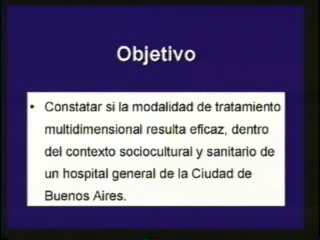 Objetivo
• Constatar si la modalidad de tratamiento
multidimensional resulta eficaz, dentro
del contexto sociocultural y sanitario de
un hospital general de la Ciudad de
Buenos Aires.